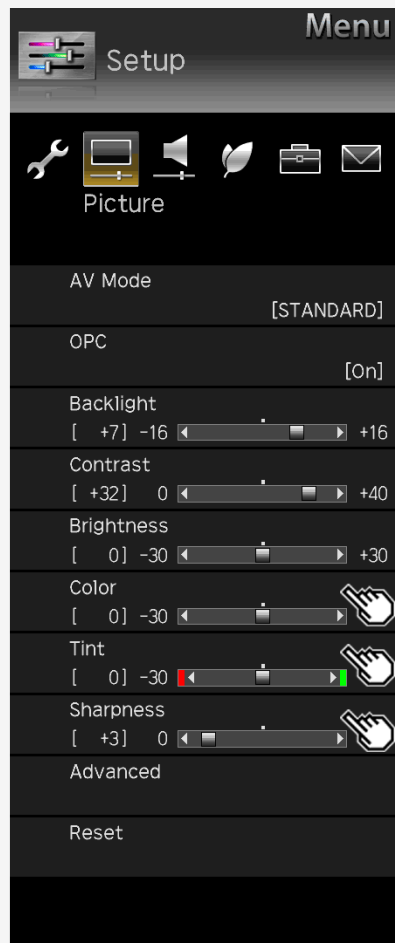 Menu
Setup
Picture
AV Mode
[STANDARD]
OPC
[On]
Backlight
[ +7] -16 +16
Contrast
[ +32] 0 +40
Brightness
[ 0] -30 +30
Color
[ 0] -30
Tint
[ 0] -30
Sharpness
[ +3] 0
Advanced
Reset